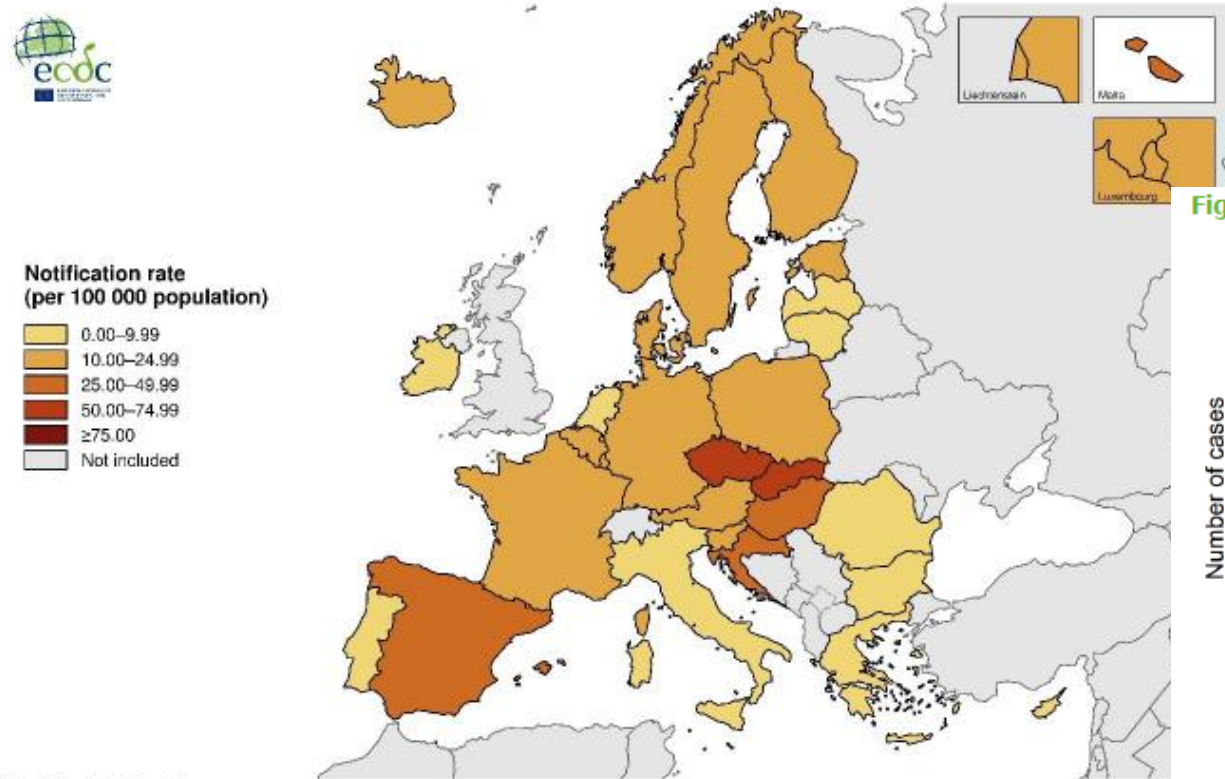 ecdc
Liechtenstein
Malta
Luxembourg
Fig
Notification rate
(per 100 000 population)
0.00–9.99
10.00–24.99
25.00–49.99
50.00–74.99
≥75.00
Not included
Number of cases